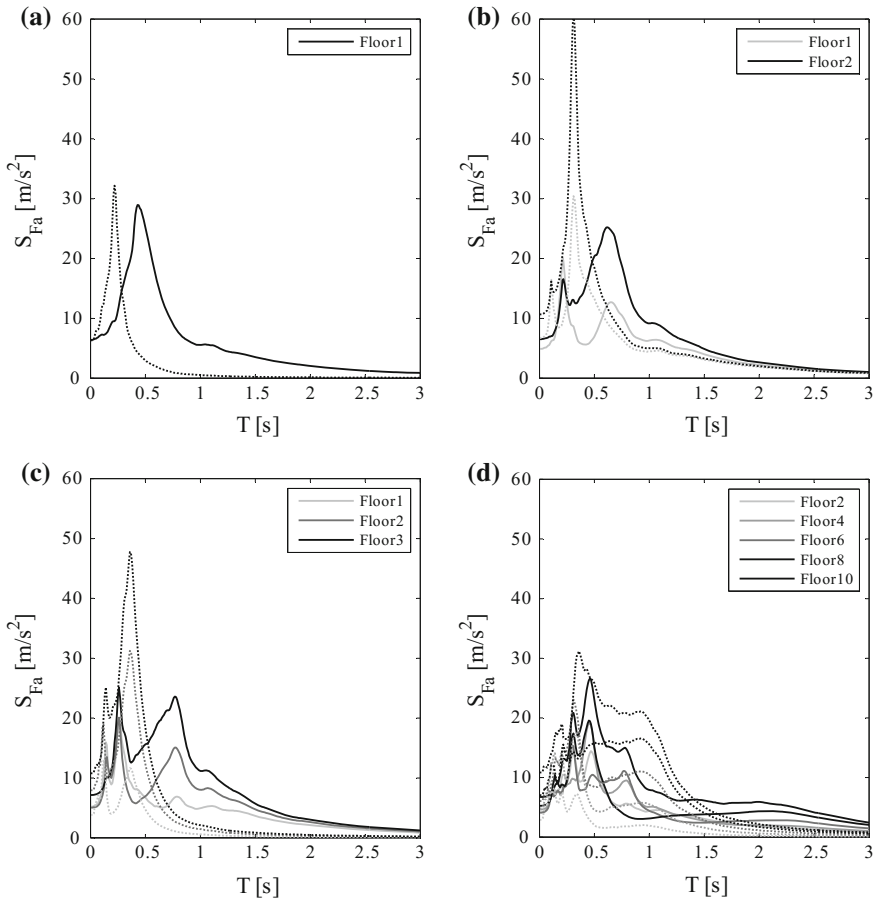 (a)
60
50
40
30
20
10
0
S_Fa [m/s²]
0 0.5 1 1.5 2 2.5 3
T [s]
Floor1
(b)
60
50
40
30
20
10
0
S_Fa [m/s²]
0 0.5 1 1.5 2 2.5 3
T [s]
Floor1
Floor2
(c)
60
50
40
30
20
10
0
S_Fa [m/s²]
0 0.5 1 1.5 2 2.5 3
T [s]
Floor1
Floor2
Floor3
(d)
60
50
40
30
20
10
0
S_Fa [m/s²]
0 0.5 1 1.5 2 2.5 3
T [s]
Floor2
Floor4
Floor6
Floor8
Floor10